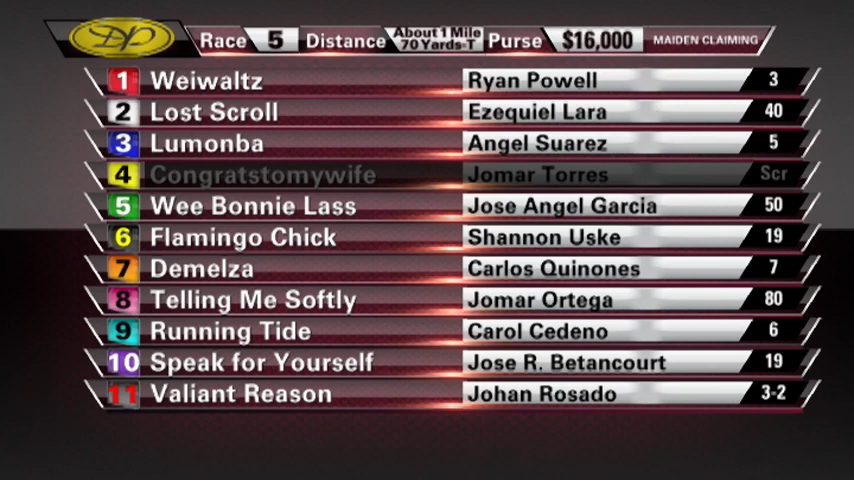 DP Race 5 Distance About 1 Mile 70 Yards-T Purse $16,000 MAIDEN CLAIMING
1 Weiwaltz Ryan Powell 3
2 Lost Scroll Ezequiel Lara 40
3 Lumonba Angel Suarez 5
4 Congratstomywife Jomar Torres Scr
5 Wee Bonnie Lass Jose Angel Garcia 50
6 Flamingo Chick Shannon Uske 19
7 Demelza Carlos Quinones 7
8 Telling Me Softly Jomar Ortega 80
9 Running Tide Carol Cedeno 6
10 Speak for Yourself Jose R. Betancourt 19
11 Valiant Reason Johan Rosado 3-2